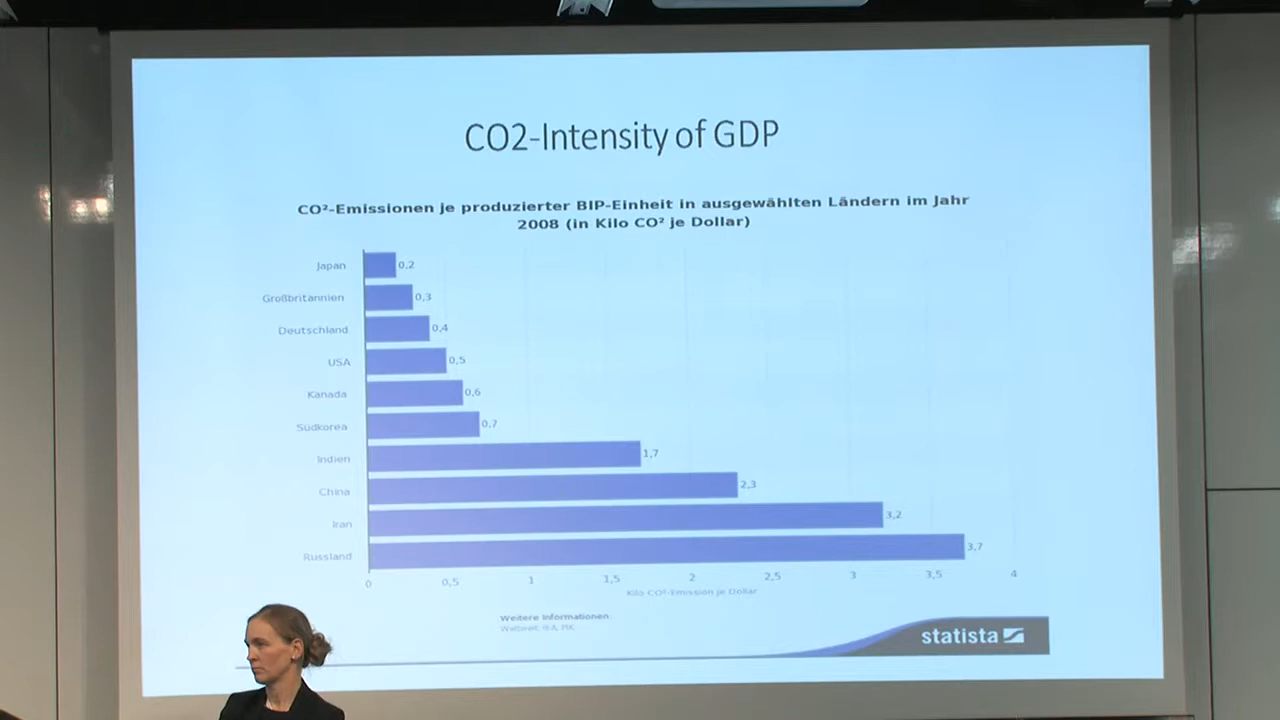 CO2-Intensity of GDP
CO²-Emissionen je produzierter BIP-Einheit in ausgewählten Ländern im Jahr
2008 (in Kilo CO² je Dollar)
Japan 0,2
Großbritannien 0,3
Deutschland 0,4
USA 0,5
Kanada 0,6
Südkorea 0,7
Indien 1,7
China 2,3
Iran 3,2
Russland 3,7
0 0,5 1 1,5 2 2,5 3 3,5 4
Kilo CO²-Emission je Dollar
Weitere Informationen:
Weltweit, IEA, PIK
statista